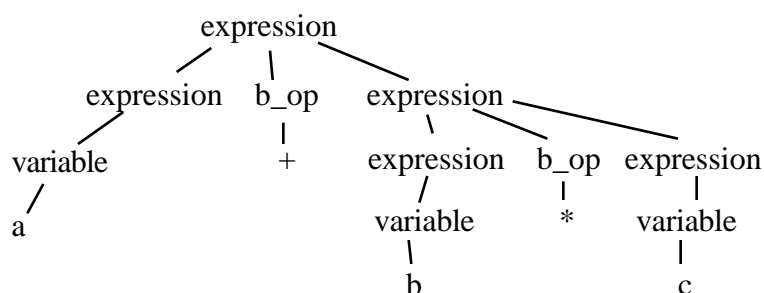 expression
expression b_op expression
variable + expression b_op expression
a variable * variable
b c